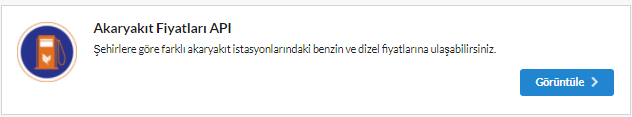 Akaryakıt Fiyatları API
Şehirlere göre farklı akaryakıt istasyonlarındaki benzin ve dizel fiyatlarına ulaşabilirsiniz.
Görüntüle